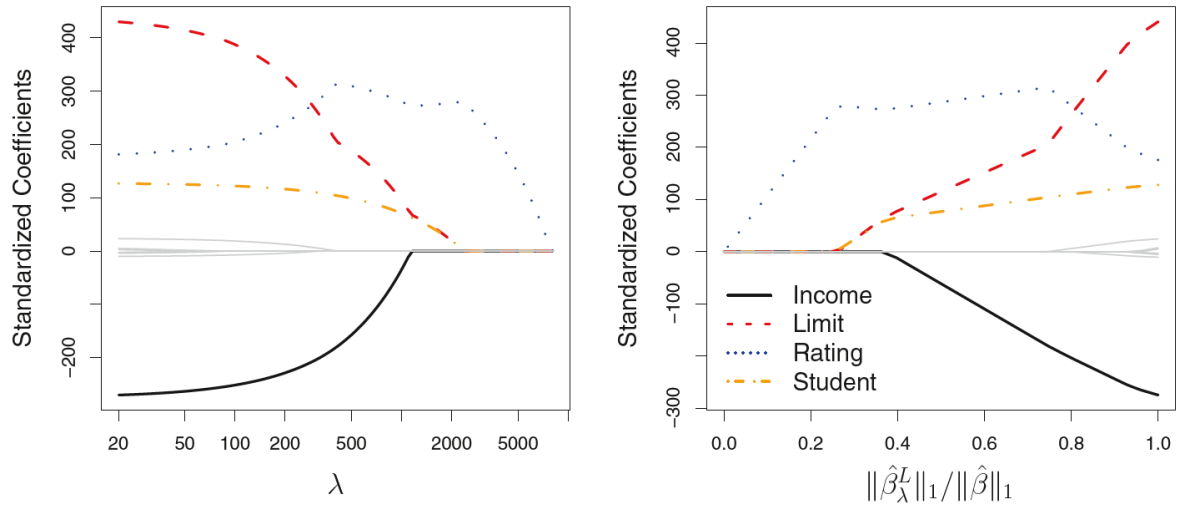 Standardized Coefficients
400
300
200
100
0
−200
20 50 100 200 500 2000 5000
λ
Standardized Coefficients
400
300
200
100
0
−100
−300
0.0 0.2 0.4 0.6 0.8 1.0
‖β̂λᴸ‖₁/‖β̂‖₁
Income
Limit
Rating
Student